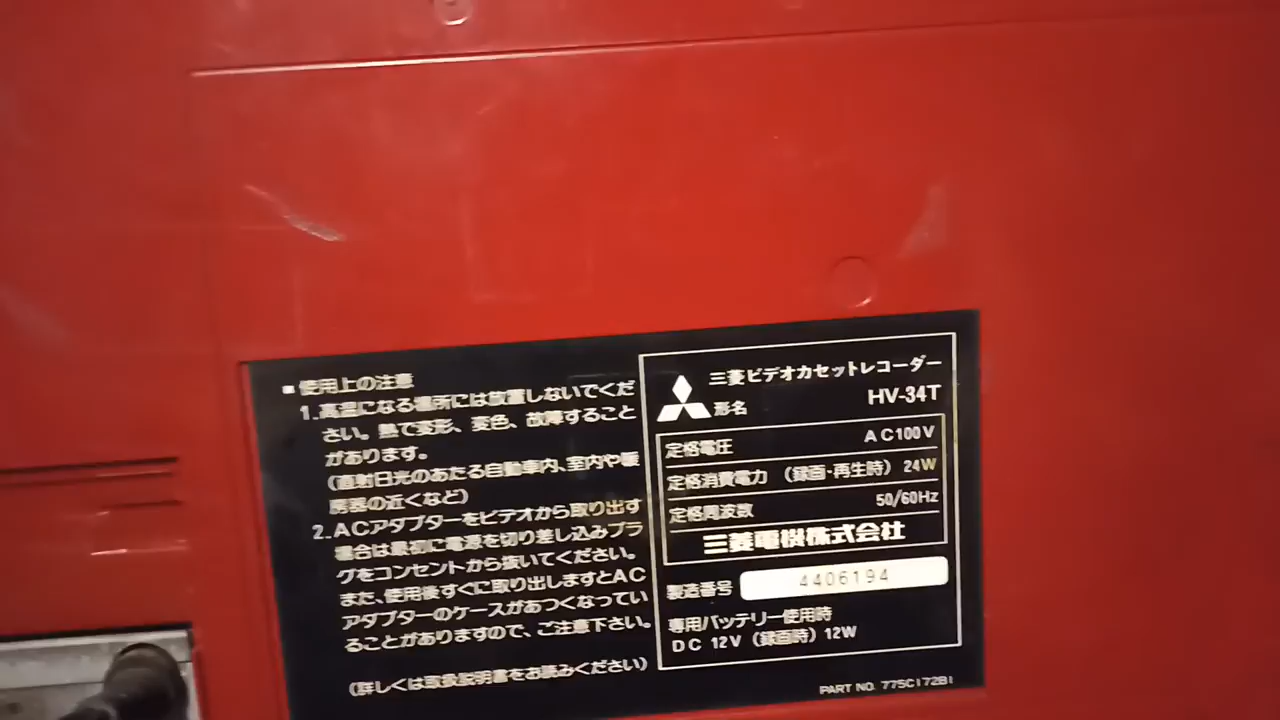 ■使用上の注意
1.高温になる場所には放置しないでくだ
さい。熱で変形、変色、故障すること
があります。
(直射日光のあたる自動車内、室内や暖
房器の近くなど)
2.ACアダプターをビデオから取り出す
場合は最初に電源を切り差し込みプラ
グをコンセントから抜いてください。
また、使用後すぐに取り出しますとAC
アダプターのケースがあつくなってい
ることがありますので、ご注意下さい。
(詳しくは取扱説明書をお読みください)
三菱ビデオカセットレコーダー
形名 HV-34T
定格電圧 AC100V
定格消費電力 (録画・再生時) 24W
定格周波数 50/60Hz
三菱電機株式会社
製造番号 4406194
専用バッテリー使用時
DC 12V (録画時) 12W
PART NO. 775C172B1